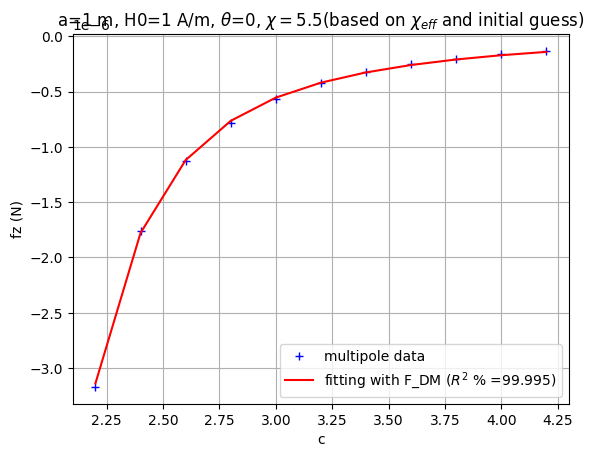 a=1 m, H0=1 A/m, θ=0, χ = 5.5(based on χ_eff and initial guess)
1e−6
0.0
−0.5
−1.0
−1.5
−2.0
−2.5
−3.0
fz (N)
multipole data
fitting with F_DM (R² % =99.995)
2.25 2.50 2.75 3.00 3.25 3.50 3.75 4.00 4.25
c